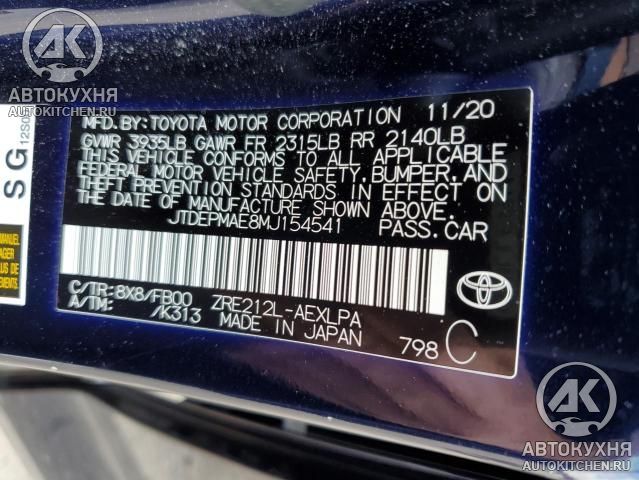 AK
АВТОКУХНЯ
AUTOKITCHEN.RU
SG
12S0
MFD. BY: TOYOTA MOTOR CORPORATION 11/20
GVWR 3935LB GAWR FR 2315LB RR 2140LB
THIS VEHICLE CONFORMS TO ALL APPLICABLE
FEDERAL MOTOR VEHICLE SAFETY, BUMPER, AND
THEFT PREVENTION STANDARDS IN EFFECT ON
THE DATE OF MANUFACTURE SHOWN ABOVE.
JTDEPMAE8MJ154541 PASS. CAR
C/TR: 8X8/FB00 ZRE212L-AEXLPA
A/TM: /K313 MADE IN JAPAN 798 C
AK
АВТОКУХНЯ
AUTOKITCHEN.RU